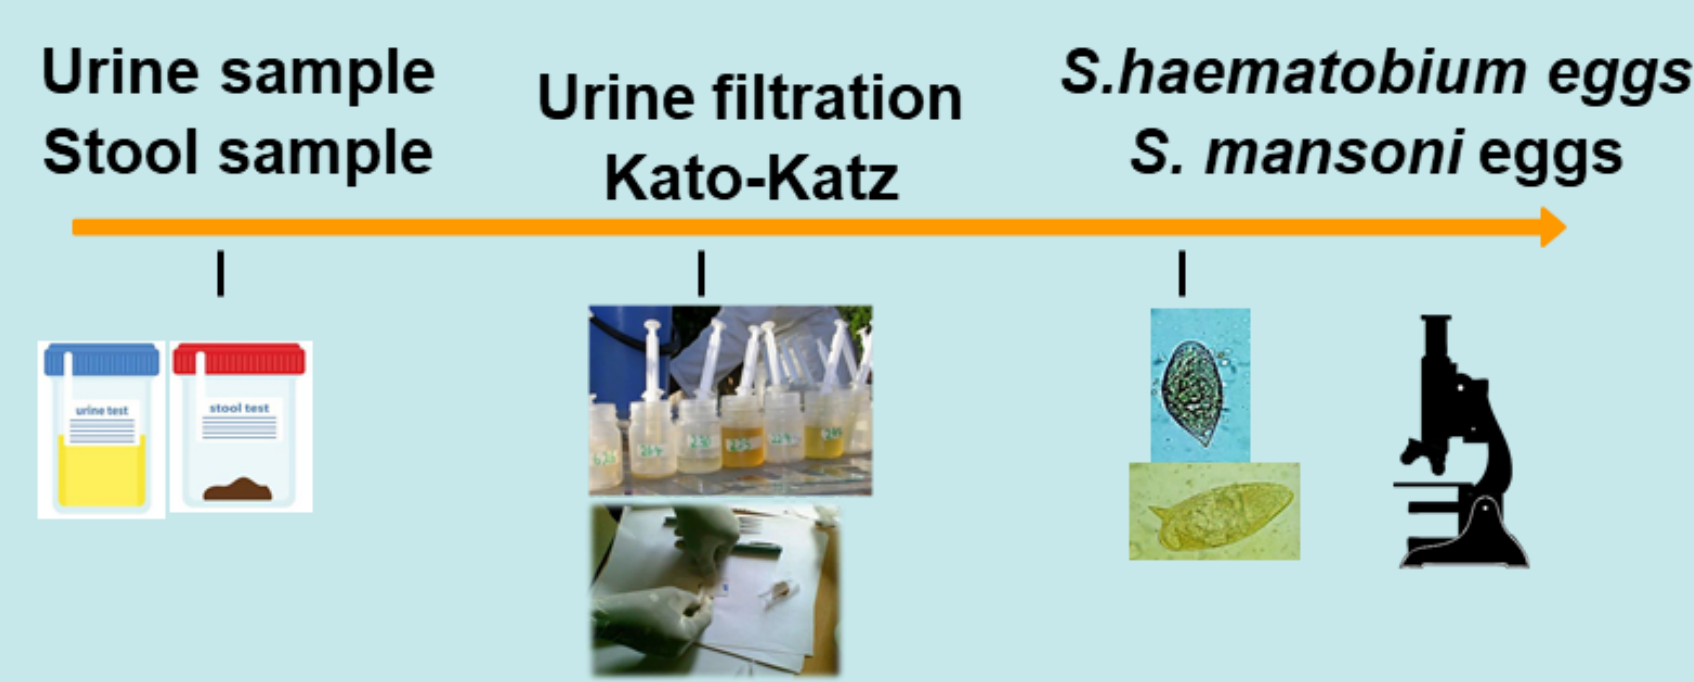 Urine sample
Stool sample
Urine filtration
Kato-Katz
S.haematobium eggs
S. mansoni eggs
urine test
stool test